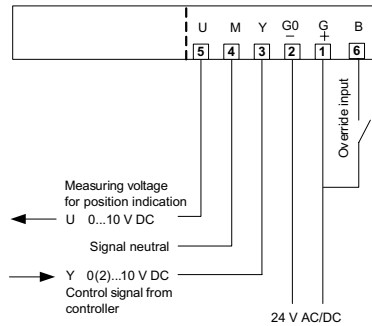 U M Y G0 G B
− +
5 4 3 2 1 6
Override input
Measuring voltage
for position indication
U 0...10 V DC
Signal neutral
Y 0(2)...10 V DC
Control signal from
controller
24 V AC/DC